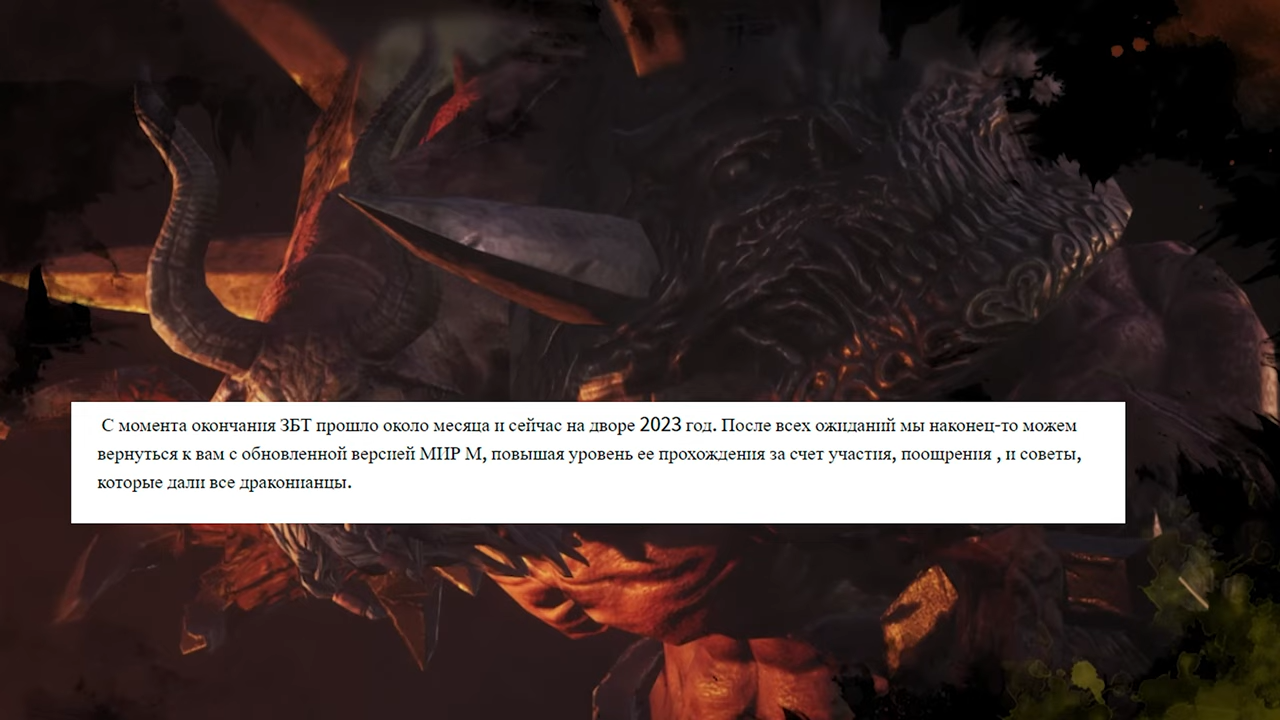 С момента окончания ЗБТ прошло около месяца и сейчас на дворе 2023 год. После всех ожиданий мы наконец-то можем
вернуться к вам с обновленной версией МИР М, повышая уровень ее прохождения за счет участия, поощрения , и советы,
которые дали все драконианцы.